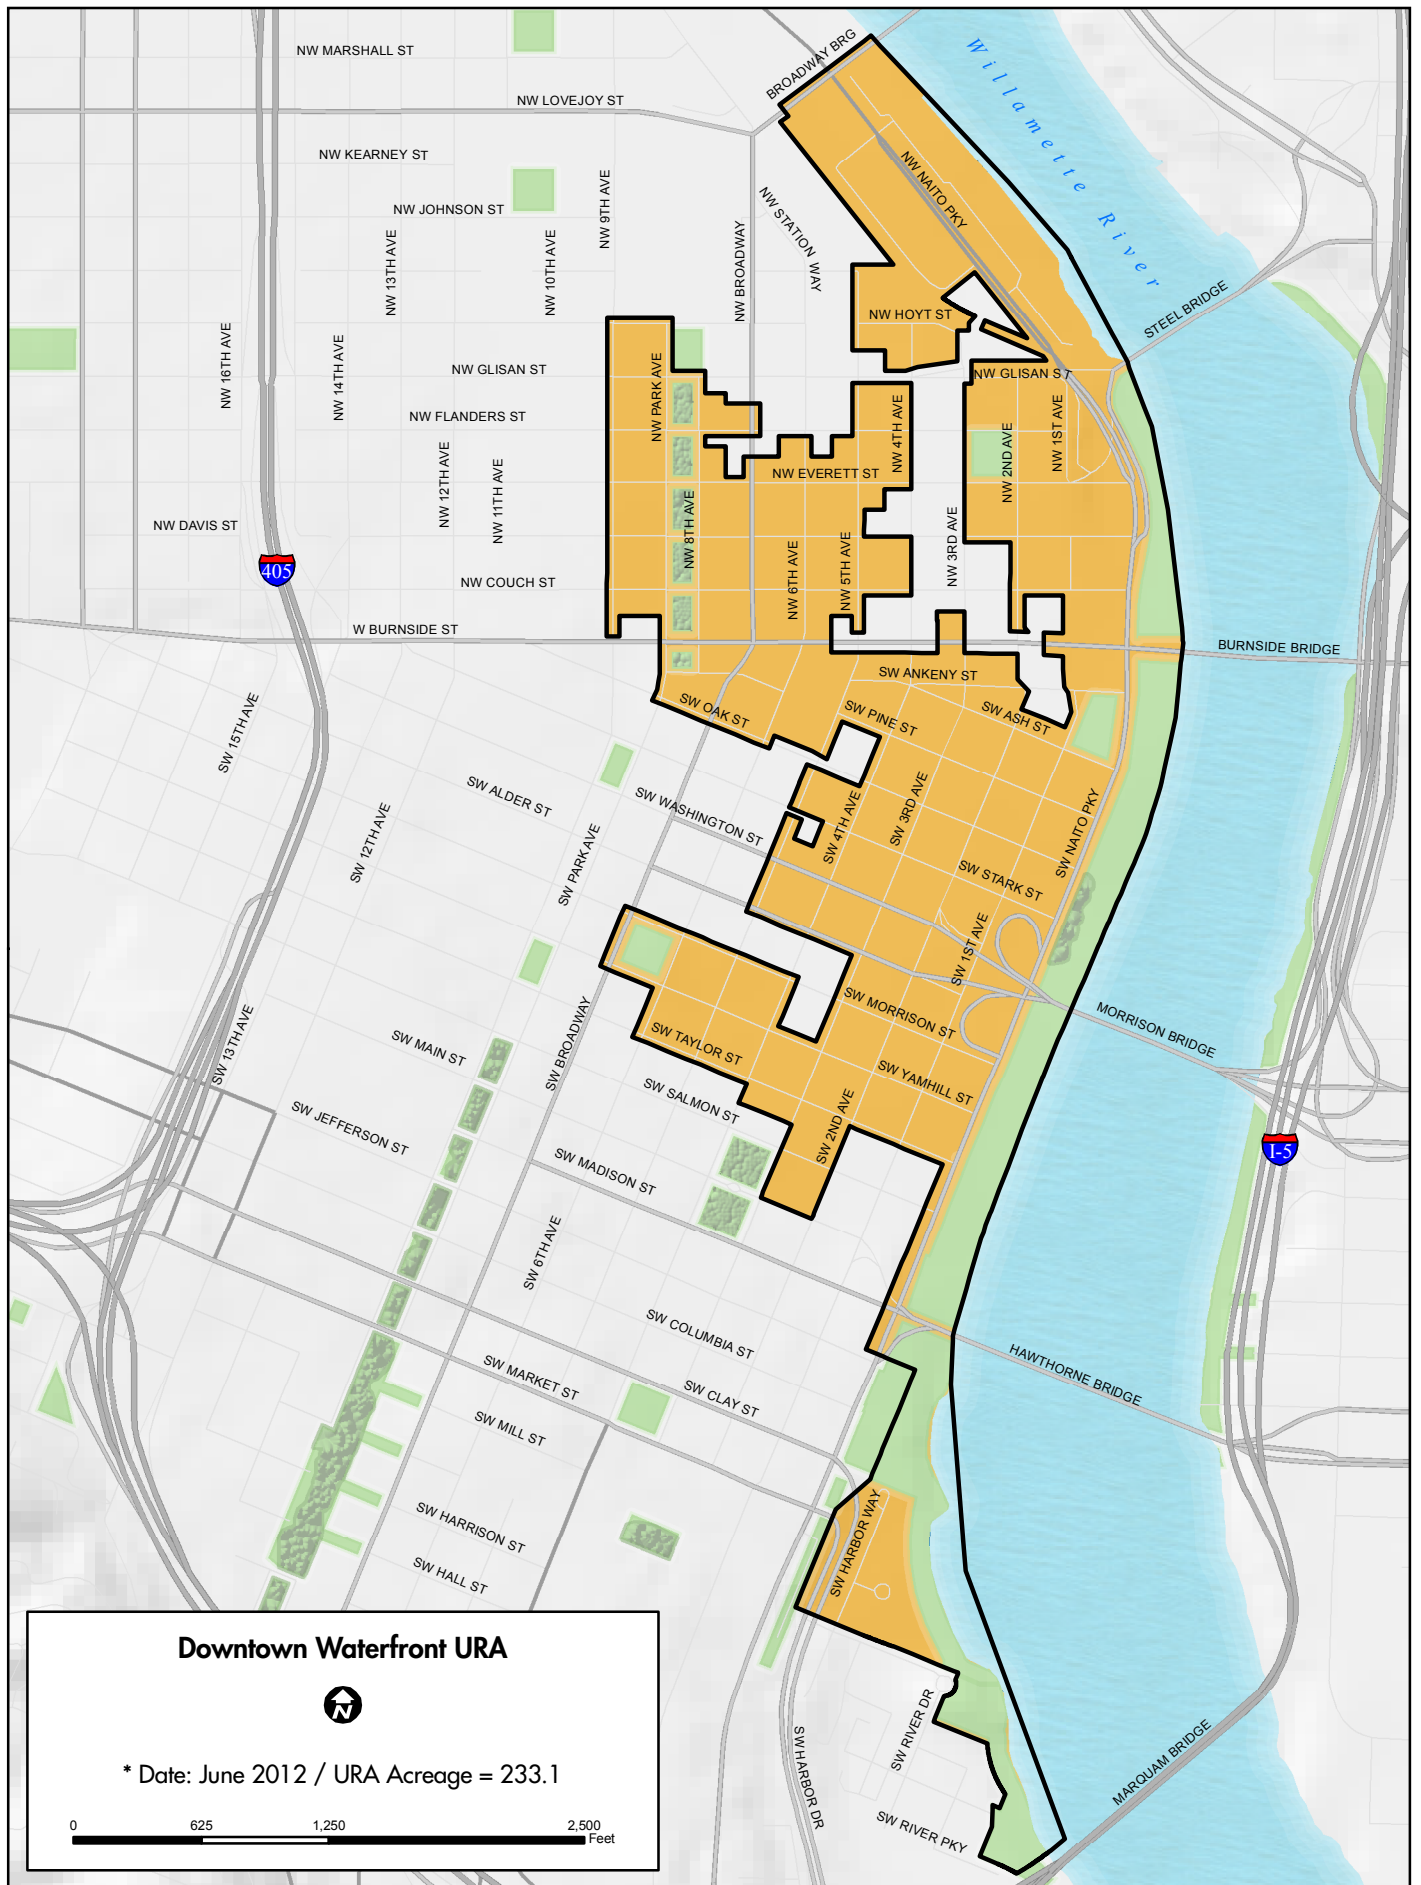 NW MARSHALL ST
BROADWAY BRG
Willamette River
NW LOVEJOY ST
NW KEARNEY ST
NW NAITO PKY
NW JOHNSON ST
NW 9TH AVE
NW STATION WAY
NW 13TH AVE
NW 10TH AVE
NW BROADWAY
STEEL BRIDGE
NW HOYT ST
NW 16TH AVE
NW 14TH AVE
NW GLISAN ST
NW PARK AVE
NW GLISAN ST
NW FLANDERS ST
NW 4TH AVE
NW 2ND AVE
NW 1ST AVE
NW 12TH AVE
NW 11TH AVE
NW EVERETT ST
NW DAVIS ST
NW 8TH AVE
NW 3RD AVE
405
NW COUCH ST
NW 6TH AVE
NW 5TH AVE
W BURNSIDE ST
BURNSIDE BRIDGE
SW ANKENY ST
SW 15TH AVE
SW OAK ST
SW PINE ST
SW ASH ST
SW ALDER ST
SW WASHINGTON ST
SW 4TH AVE
SW 3RD AVE
SW NAITO PKY
SW 12TH AVE
SW PARK AVE
SW STARK ST
SW 1ST AVE
SW 13TH AVE
SW BROADWAY
SW MORRISON ST
MORRISON BRIDGE
SW MAIN ST
SW TAYLOR ST
SW YAMHILL ST
SW JEFFERSON ST
SW SALMON ST
SW 2ND AVE
I-5
SW MADISON ST
SW 6TH AVE
SW COLUMBIA ST
HAWTHORNE BRIDGE
SW MARKET ST
SW CLAY ST
SW MILL ST
SW HARRISON ST
SW HARBOR WAY
SW HALL ST
SW RIVER DR
SW HARBOR DR
MARQUAM BRIDGE
SW RIVER PKY
Downtown Waterfront URA
N
* Date: June 2012 / URA Acreage = 233.1
0 625 1,250 2,500
Feet